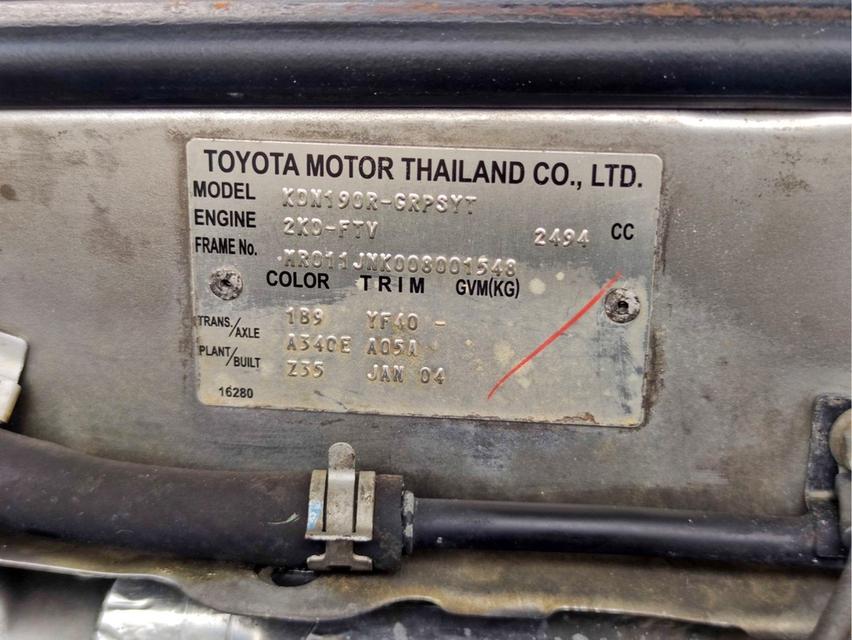 TOYOTA MOTOR THAILAND CO., LTD.
MODEL KDN190R-GRPSYT
ENGINE 2KD-FTV 2494 CC
FRAME No. MR011JNK008001548
COLOR TRIM GVM(KG)
1B9 YF40 -
TRANS./AXLE A340E A05A
PLANT/BUILT Z35 JAN 04
16280